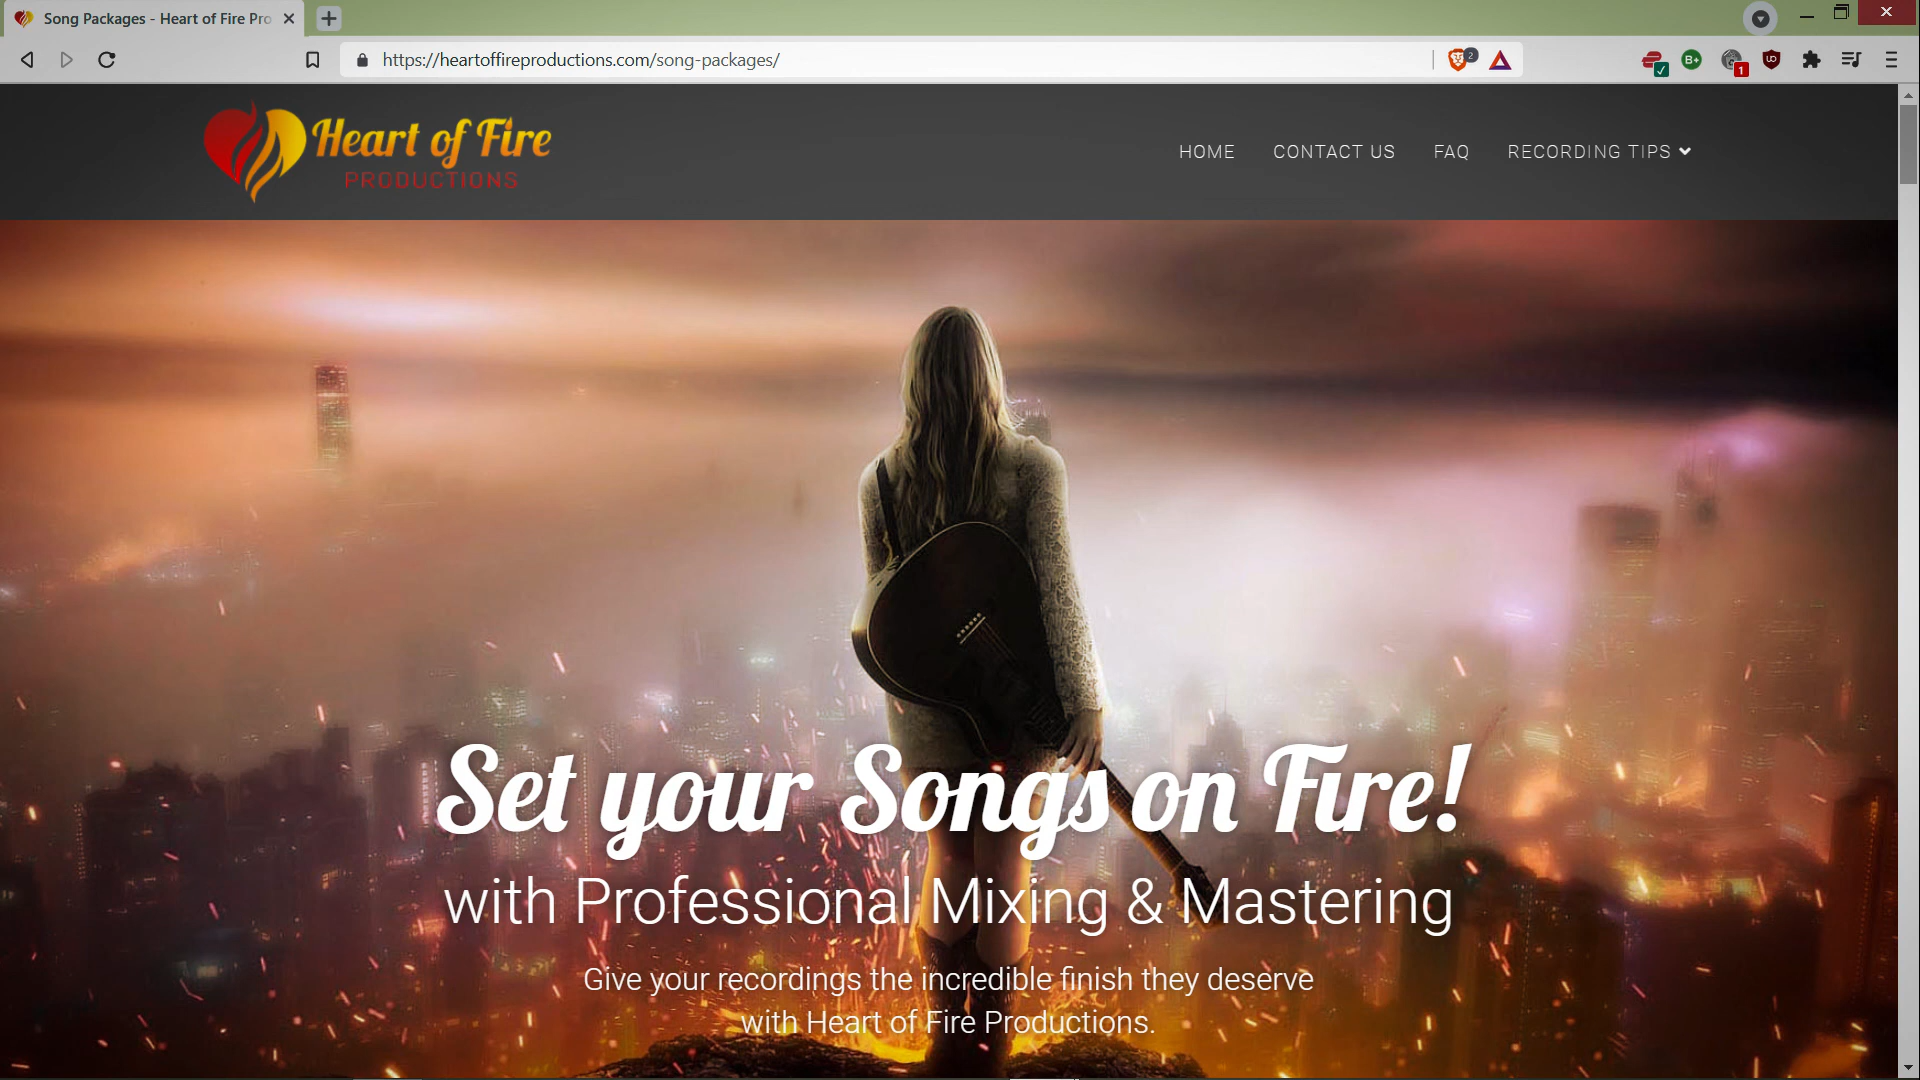 Song Packages - Heart of Fire Pro
https://heartoffireproductions.com/song-packages/
2
B+
1
Heart of Fire
PRODUCTIONS
HOME CONTACT US FAQ RECORDING TIPS
Set your Songs on Fire!
with Professional Mixing & Mastering
Give your recordings the incredible finish they deserve
with Heart of Fire Productions.